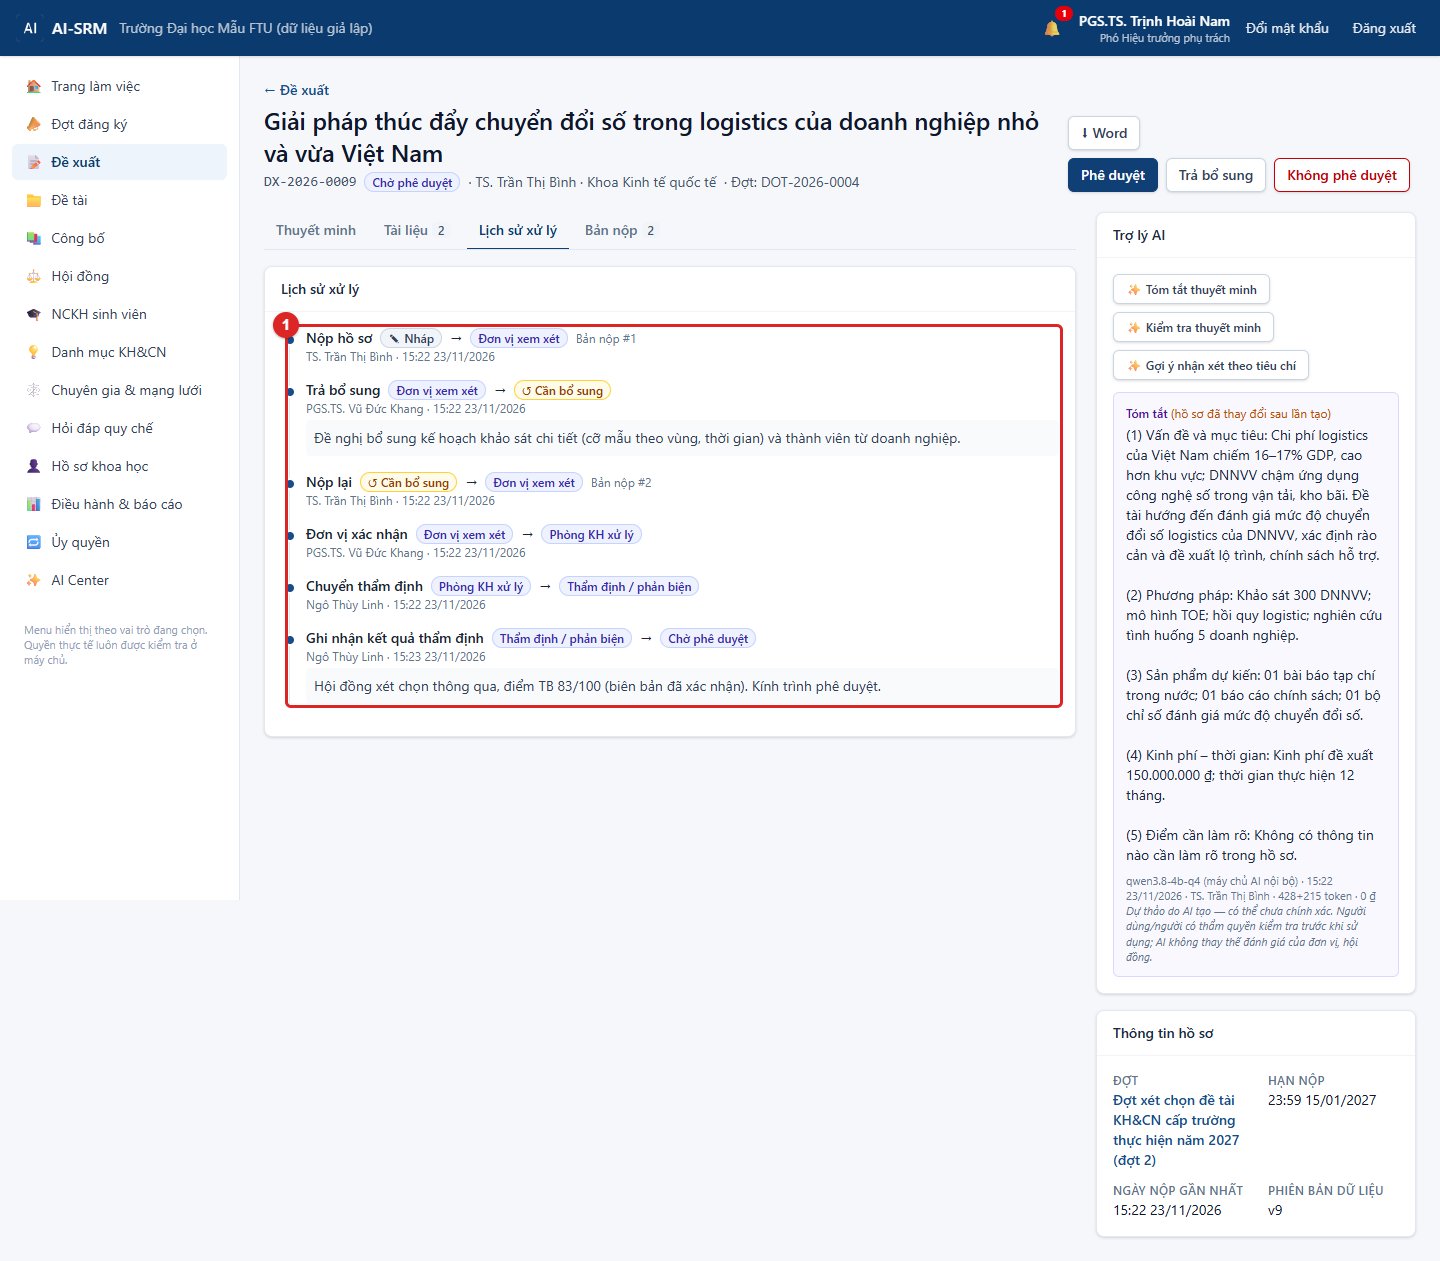 AI AI-SRM Trường Đại học Mẫu FTU (dữ liệu giả lập)
1
PGS.TS. Trịnh Hoài Nam
Phó Hiệu trưởng phụ trách
Đổi mật khẩu
Đăng xuất
Trang làm việc
Đợt đăng ký
Đề xuất
Đề tài
Công bố
Hội đồng
NCKH sinh viên
Danh mục KH&CN
Chuyên gia & mạng lưới
Hỏi đáp quy chế
Hồ sơ khoa học
Điều hành & báo cáo
Ủy quyền
AI Center
Menu hiển thị theo vai trò đang chọn.
Quyền thực tế luôn được kiểm tra ở
máy chủ.
← Đề xuất
Giải pháp thúc đẩy chuyển đổi số trong logistics của doanh nghiệp nhỏ
và vừa Việt Nam
DX-2026-0009 Chờ phê duyệt · TS. Trần Thị Bình · Khoa Kinh tế quốc tế · Đợt: DOT-2026-0004
⭳ Word
Phê duyệt
Trả bổ sung
Không phê duyệt
Thuyết minh
Tài liệu 2
Lịch sử xử lý
Bản nộp 2
Lịch sử xử lý
1
Nộp hồ sơ ✎ Nháp → Đơn vị xem xét Bản nộp #1
TS. Trần Thị Bình · 15:22 23/11/2026
Trả bổ sung Đơn vị xem xét → ↺ Cần bổ sung
PGS.TS. Vũ Đức Khang · 15:22 23/11/2026
Đề nghị bổ sung kế hoạch khảo sát chi tiết (cỡ mẫu theo vùng, thời gian) và thành viên từ doanh nghiệp.
Nộp lại ↺ Cần bổ sung → Đơn vị xem xét Bản nộp #2
TS. Trần Thị Bình · 15:22 23/11/2026
Đơn vị xác nhận Đơn vị xem xét → Phòng KH xử lý
PGS.TS. Vũ Đức Khang · 15:22 23/11/2026
Chuyển thẩm định Phòng KH xử lý → Thẩm định / phản biện
Ngô Thùy Linh · 15:22 23/11/2026
Ghi nhận kết quả thẩm định Thẩm định / phản biện → Chờ phê duyệt
Ngô Thùy Linh · 15:23 23/11/2026
Hội đồng xét chọn thông qua, điểm TB 83/100 (biên bản đã xác nhận). Kính trình phê duyệt.
Trợ lý AI
Tóm tắt thuyết minh
Kiểm tra thuyết minh
Gợi ý nhận xét theo tiêu chí
Tóm tắt (hồ sơ đã thay đổi sau lần tạo)
(1) Vấn đề và mục tiêu: Chi phí logistics
của Việt Nam chiếm 16–17% GDP, cao
hơn khu vực; DNNVV chậm ứng dụng
công nghệ số trong vận tải, kho bãi. Đề
tài hướng đến đánh giá mức độ chuyển
đổi số logistics của DNNVV, xác định rào
cản và đề xuất lộ trình, chính sách hỗ trợ.
(2) Phương pháp: Khảo sát 300 DNNVV;
mô hình TOE; hồi quy logistic; nghiên cứu
tình huống 5 doanh nghiệp.
(3) Sản phẩm dự kiến: 01 bài báo tạp chí
trong nước; 01 báo cáo chính sách; 01 bộ
chỉ số đánh giá mức độ chuyển đổi số.
(4) Kinh phí – thời gian: Kinh phí đề xuất
150.000.000 ₫; thời gian thực hiện 12
tháng.
(5) Điểm cần làm rõ: Không có thông tin
nào cần làm rõ trong hồ sơ.
qwen3.8-4b-q4 (máy chủ AI nội bộ) · 15:22
23/11/2026 · TS. Trần Thị Bình · 428+215 token · 0 ₫
Dự thảo do AI tạo — có thể chưa chính xác. Người
dùng/người có thẩm quyền kiểm tra trước khi sử
dụng; AI không thay thế đánh giá của đơn vị, hội
đồng.
Thông tin hồ sơ
ĐỢT
Đợt xét chọn đề tài
KH&CN cấp trường
thực hiện năm 2027
(đợt 2)
HẠN NỘP
23:59 15/01/2027
NGÀY NỘP GẦN NHẤT
15:22 23/11/2026
PHIÊN BẢN DỮ LIỆU
v9